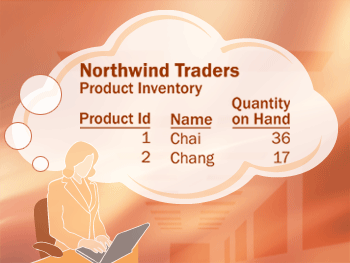 Northwind Traders
Product Inventory
Quantity
Product Id Name on Hand
1 Chai 36
2 Chang 17